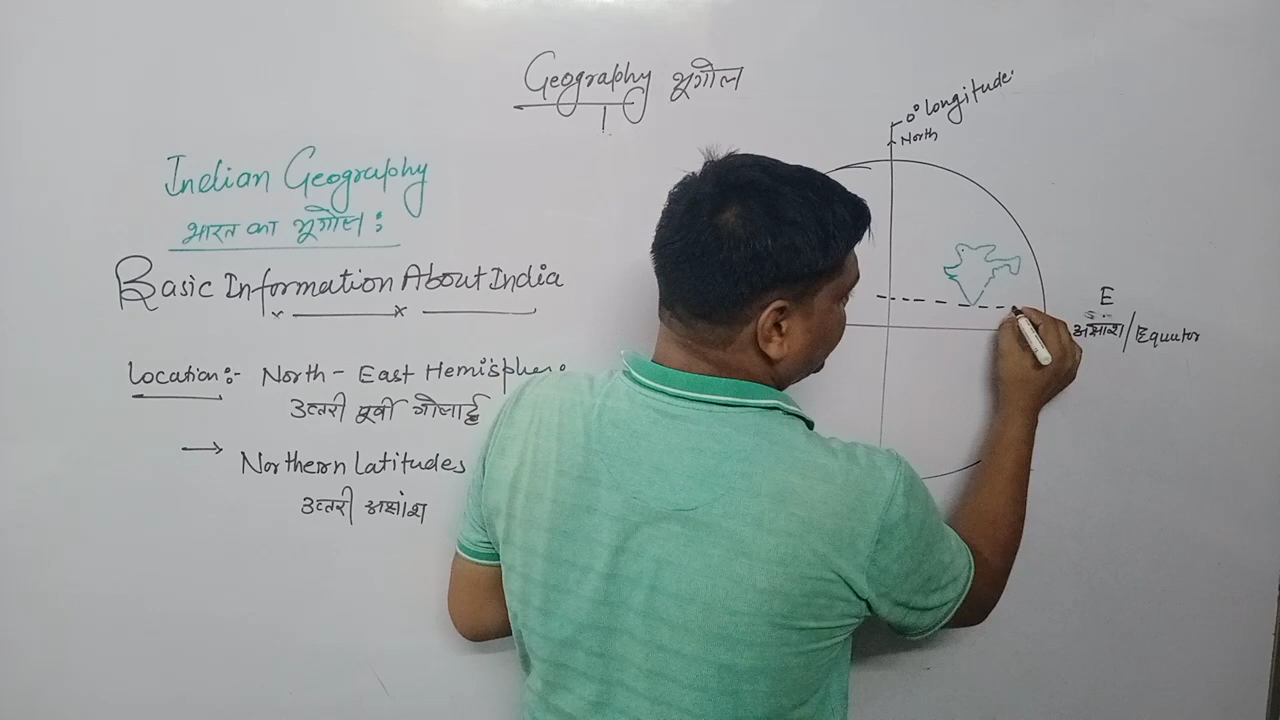 Geography भूगोल
0° longitude
North
Indian Geography
भारत का भूगोल :
Basic Information About India
E
अक्षांश/Equator
Location:- North - East Hemisphere
उत्तरी पूर्वी गोलार्द्ध
→ Northern Latitudes
उत्तरी अक्षांश